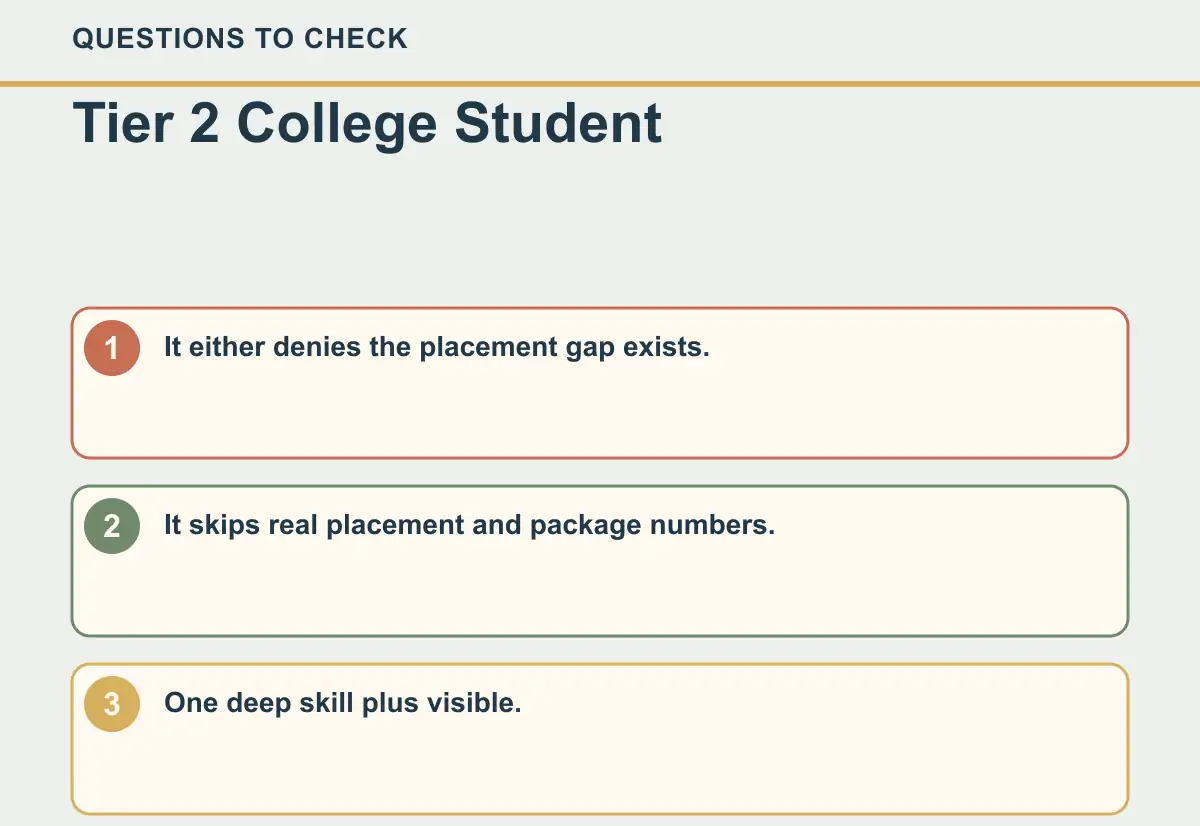 QUESTIONS TO CHECK
Tier 2 College Student
1 It either denies the placement gap exists.
2 It skips real placement and package numbers.
3 One deep skill plus visible.